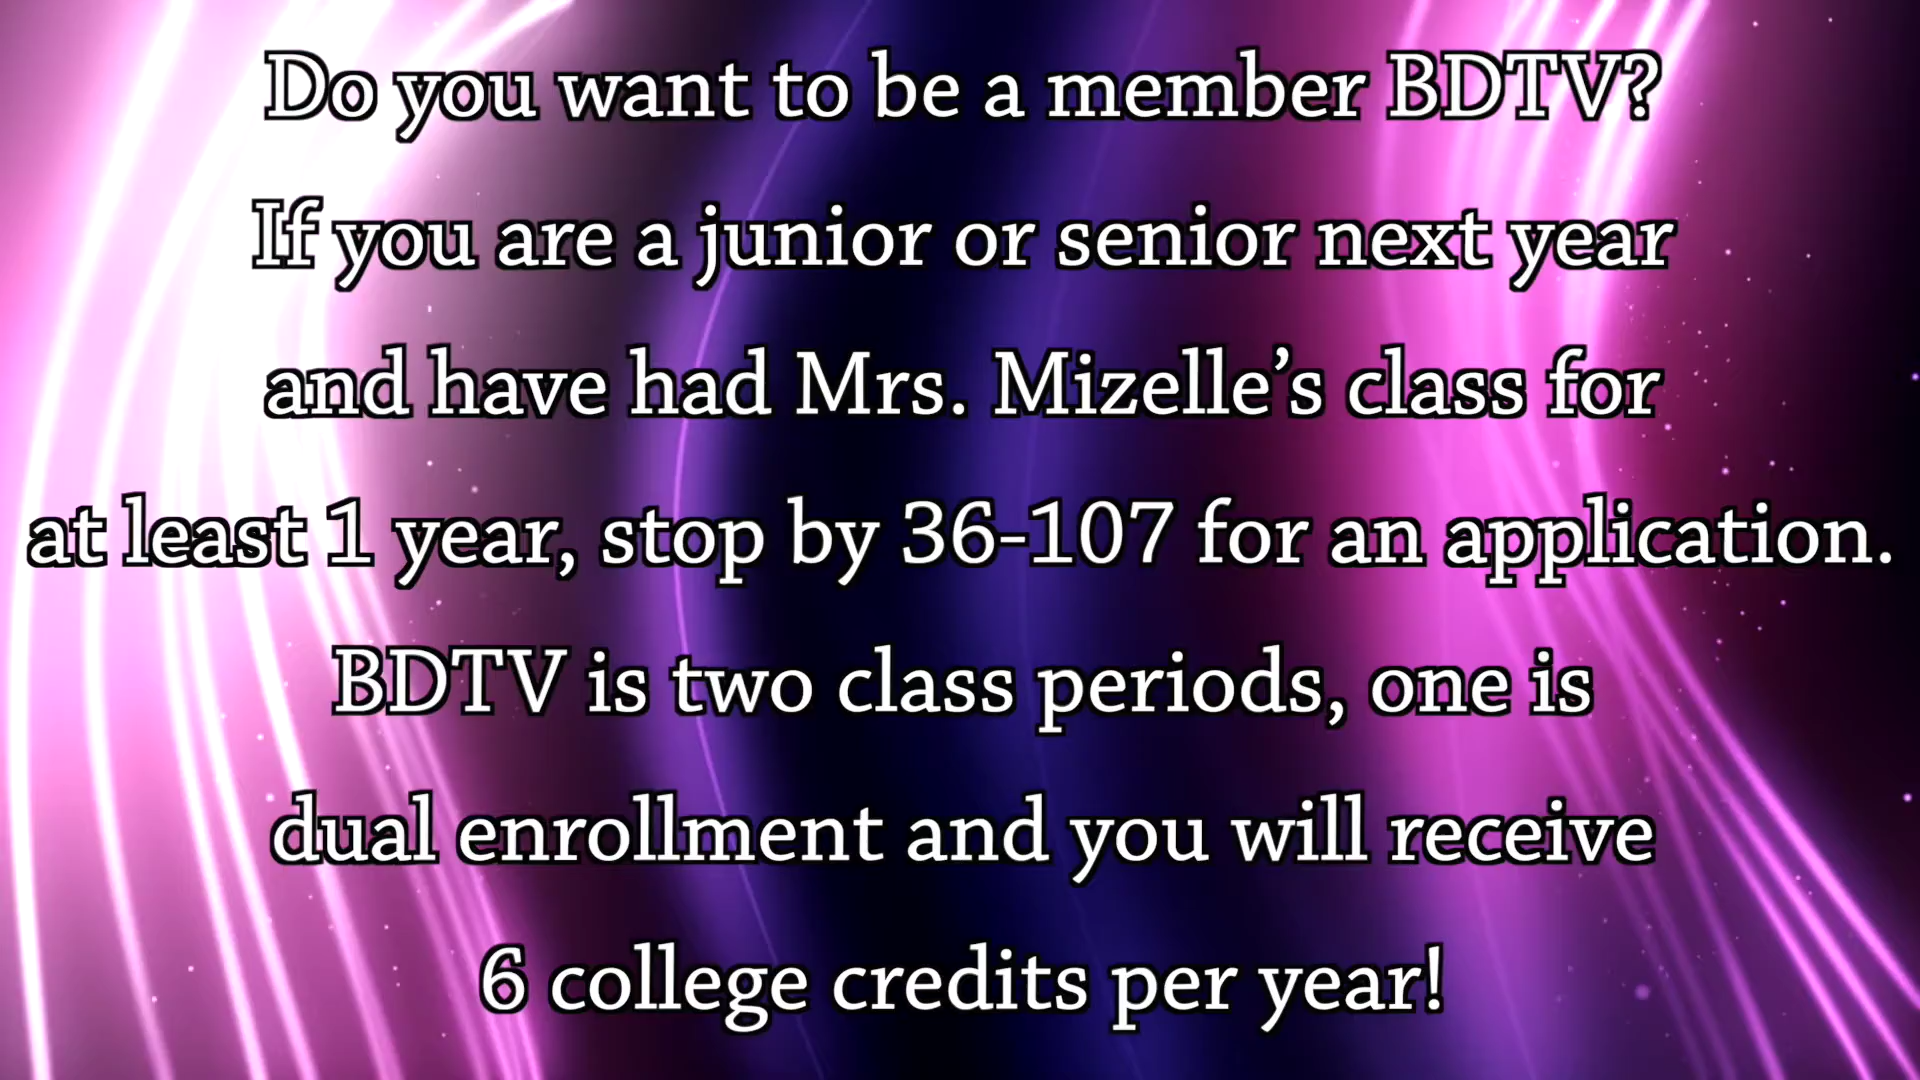 Do you want to be a member BDTV?
If you are a junior or senior next year
and have had Mrs. Mizelle’s class for
at least 1 year, stop by 36-107 for an application.
BDTV is two class periods, one is
dual enrollment and you will receive
6 college credits per year!